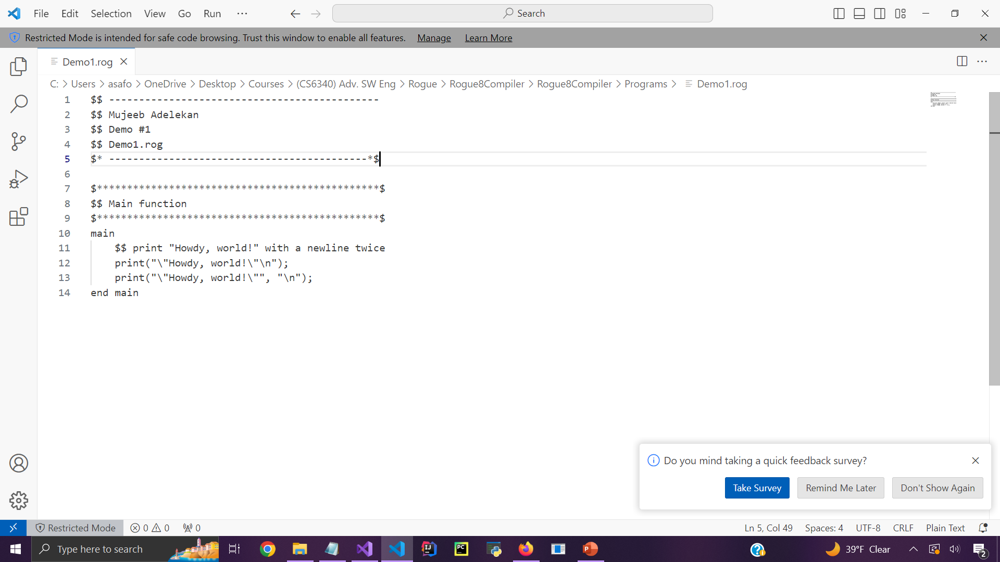 File Edit Selection View Go Run ··· Search
Restricted Mode is intended for safe code browsing. Trust this window to enable all features. Manage Learn More
Demo1.rog
C: > Users > asafo > OneDrive > Desktop > Courses > (CS6340) Adv. SW Eng > Rogue > Rogue8Compiler > Rogue8Compiler > Programs > Demo1.rog
1 $$ ---------------------------------------------
2 $$ Mujeeb Adelekan
3 $$ Demo #1
4 $$ Demo1.rog
5 $* -------------------------------------------*$
6
7 $***********************************************$
8 $$ Main function
9 $***********************************************$
10 main
11 $$ print "Howdy, world!" with a newline twice
12 print("\"Howdy, world!\"\n");
13 print("\"Howdy, world!\"", "\n");
14 end main
Do you mind taking a quick feedback survey?
Take Survey Remind Me Later Don't Show Again
Restricted Mode 0 0 0 Ln 5, Col 49 Spaces: 4 UTF-8 CRLF Plain Text
Type here to search IJ PC P ? 39°F Clear 2